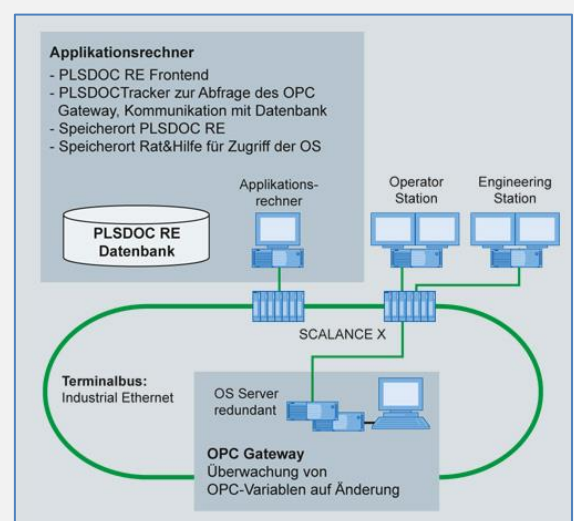 Applikationsrechner
- PLSDOC RE Frontend
- PLSDOCTracker zur Abfrage des OPC
Gateway, Kommunikation mit Datenbank
- Speicherort PLSDOC RE
- Speicherort Rat&Hilfe für Zugriff der OS
Applikations-
rechner
Operator
Station
Engineering
Station
PLSDOC RE
Datenbank
SCALANCE X
Terminalbus:
Industrial Ethernet
OS Server
redundant
OPC Gateway
Überwachung von
OPC-Variablen auf Änderung